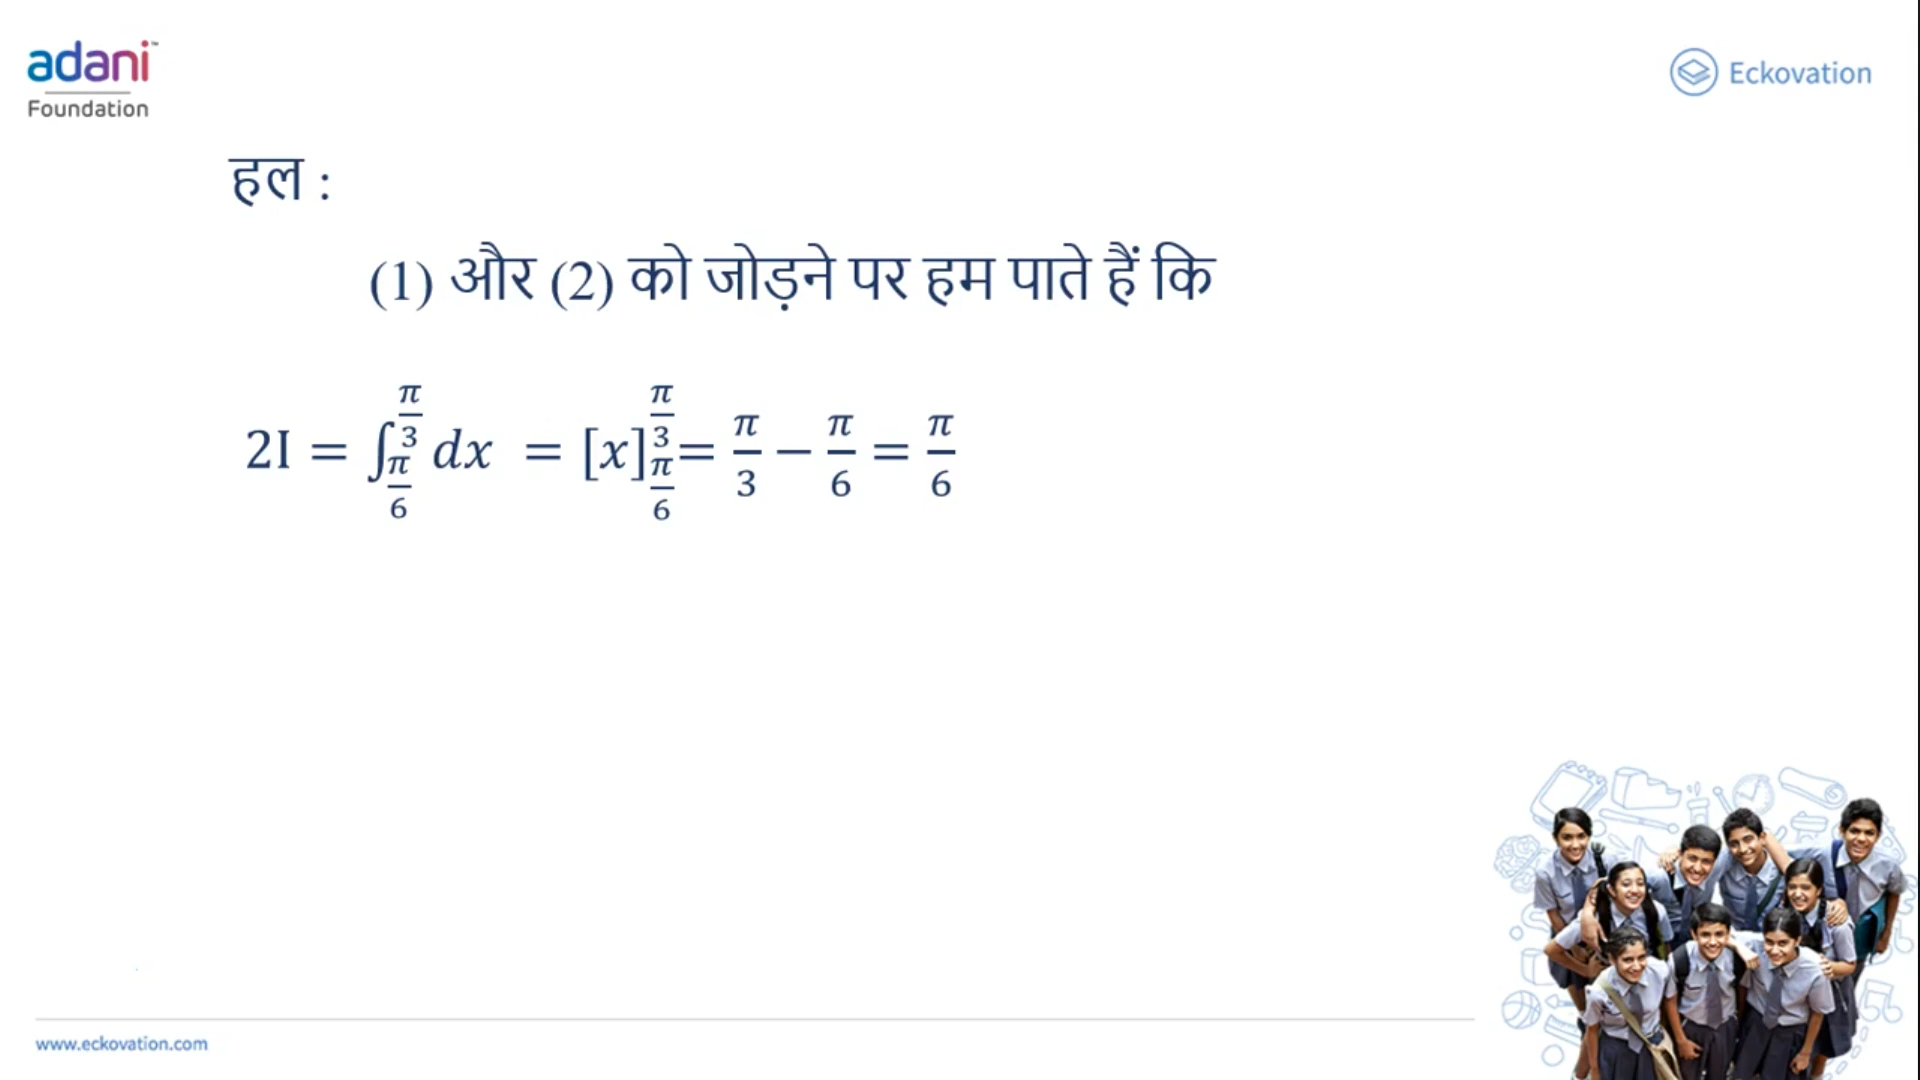 adani™
Foundation
Eckovation
हल :
(1) और (2) को जोड़ने पर हम पाते हैं कि
2I = ∫_{π/6}^{π/3} dx = [x]_{π/6}^{π/3} = π/3 − π/6 = π/6
www.eckovation.com